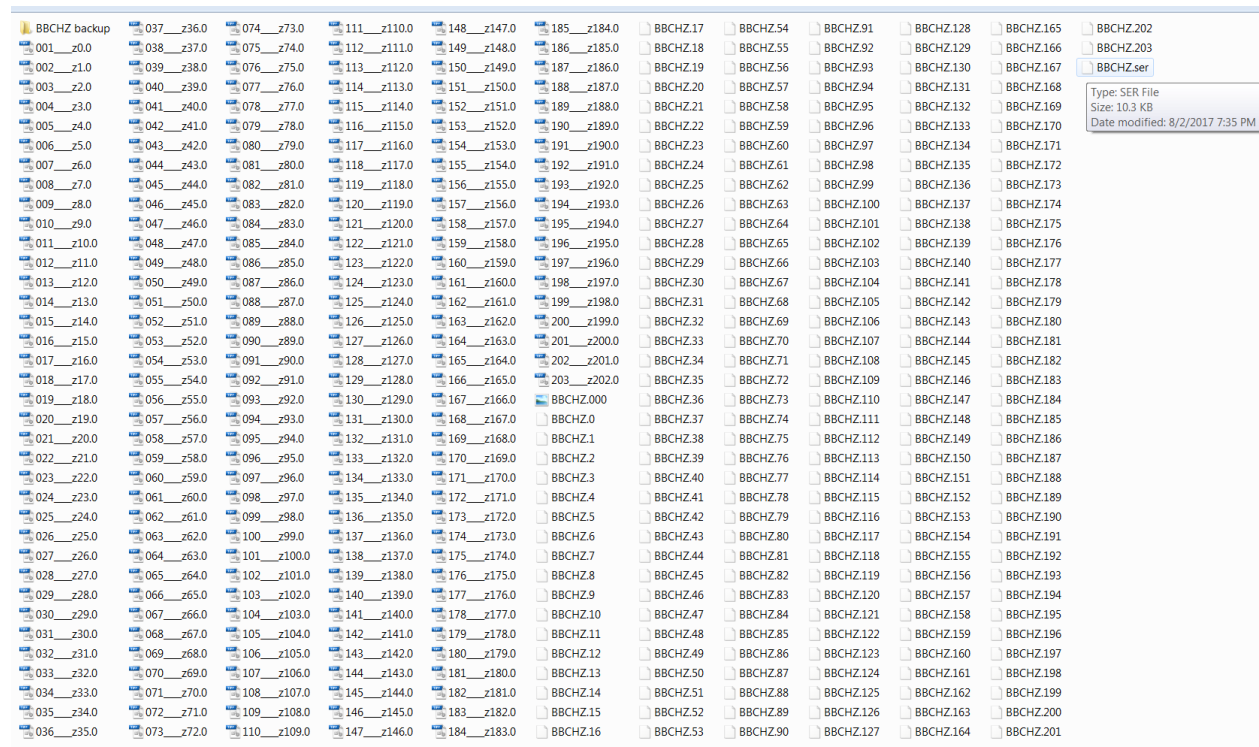 BBCHZ backup
001___z0.0
002___z1.0
003___z2.0
004___z3.0
005___z4.0
006___z5.0
007___z6.0
008___z7.0
009___z8.0
010___z9.0
011___z10.0
012___z11.0
013___z12.0
014___z13.0
015___z14.0
016___z15.0
017___z16.0
018___z17.0
019___z18.0
020___z19.0
021___z20.0
022___z21.0
023___z22.0
024___z23.0
025___z24.0
026___z25.0
027___z26.0
028___z27.0
029___z28.0
030___z29.0
031___z30.0
032___z31.0
033___z32.0
034___z33.0
035___z34.0
036___z35.0
037___z36.0
038___z37.0
039___z38.0
040___z39.0
041___z40.0
042___z41.0
043___z42.0
044___z43.0
045___z44.0
046___z45.0
047___z46.0
048___z47.0
049___z48.0
050___z49.0
051___z50.0
052___z51.0
053___z52.0
054___z53.0
055___z54.0
056___z55.0
057___z56.0
058___z57.0
059___z58.0
060___z59.0
061___z60.0
062___z61.0
063___z62.0
064___z63.0
065___z64.0
066___z65.0
067___z66.0
068___z67.0
069___z68.0
070___z69.0
071___z70.0
072___z71.0
073___z72.0
074___z73.0
075___z74.0
076___z75.0
077___z76.0
078___z77.0
079___z78.0
080___z79.0
081___z80.0
082___z81.0
083___z82.0
084___z83.0
085___z84.0
086___z85.0
087___z86.0
088___z87.0
089___z88.0
090___z89.0
091___z90.0
092___z91.0
093___z92.0
094___z93.0
095___z94.0
096___z95.0
097___z96.0
098___z97.0
099___z98.0
100___z99.0
101___z100.0
102___z101.0
103___z102.0
104___z103.0
105___z104.0
106___z105.0
107___z106.0
108___z107.0
109___z108.0
110___z109.0
111___z110.0
112___z111.0
113___z112.0
114___z113.0
115___z114.0
116___z115.0
117___z116.0
118___z117.0
119___z118.0
120___z119.0
121___z120.0
122___z121.0
123___z122.0
124___z123.0
125___z124.0
126___z125.0
127___z126.0
128___z127.0
129___z128.0
130___z129.0
131___z130.0
132___z131.0
133___z132.0
134___z133.0
135___z134.0
136___z135.0
137___z136.0
138___z137.0
139___z138.0
140___z139.0
141___z140.0
142___z141.0
143___z142.0
144___z143.0
145___z144.0
146___z145.0
147___z146.0
148___z147.0
149___z148.0
150___z149.0
151___z150.0
152___z151.0
153___z152.0
154___z153.0
155___z154.0
156___z155.0
157___z156.0
158___z157.0
159___z158.0
160___z159.0
161___z160.0
162___z161.0
163___z162.0
164___z163.0
165___z164.0
166___z165.0
167___z166.0
168___z167.0
169___z168.0
170___z169.0
171___z170.0
172___z171.0
173___z172.0
174___z173.0
175___z174.0
176___z175.0
177___z176.0
178___z177.0
179___z178.0
180___z179.0
181___z180.0
182___z181.0
183___z182.0
184___z183.0
185___z184.0
186___z185.0
187___z186.0
188___z187.0
189___z188.0
190___z189.0
191___z190.0
192___z191.0
193___z192.0
194___z193.0
195___z194.0
196___z195.0
197___z196.0
198___z197.0
199___z198.0
200___z199.0
201___z200.0
202___z201.0
203___z202.0
BBCHZ.000
BBCHZ.0
BBCHZ.1
BBCHZ.2
BBCHZ.3
BBCHZ.4
BBCHZ.5
BBCHZ.6
BBCHZ.7
BBCHZ.8
BBCHZ.9
BBCHZ.10
BBCHZ.11
BBCHZ.12
BBCHZ.13
BBCHZ.14
BBCHZ.15
BBCHZ.16
BBCHZ.17
BBCHZ.18
BBCHZ.19
BBCHZ.20
BBCHZ.21
BBCHZ.22
BBCHZ.23
BBCHZ.24
BBCHZ.25
BBCHZ.26
BBCHZ.27
BBCHZ.28
BBCHZ.29
BBCHZ.30
BBCHZ.31
BBCHZ.32
BBCHZ.33
BBCHZ.34
BBCHZ.35
BBCHZ.36
BBCHZ.37
BBCHZ.38
BBCHZ.39
BBCHZ.40
BBCHZ.41
BBCHZ.42
BBCHZ.43
BBCHZ.44
BBCHZ.45
BBCHZ.46
BBCHZ.47
BBCHZ.48
BBCHZ.49
BBCHZ.50
BBCHZ.51
BBCHZ.52
BBCHZ.53
BBCHZ.54
BBCHZ.55
BBCHZ.56
BBCHZ.57
BBCHZ.58
BBCHZ.59
BBCHZ.60
BBCHZ.61
BBCHZ.62
BBCHZ.63
BBCHZ.64
BBCHZ.65
BBCHZ.66
BBCHZ.67
BBCHZ.68
BBCHZ.69
BBCHZ.70
BBCHZ.71
BBCHZ.72
BBCHZ.73
BBCHZ.74
BBCHZ.75
BBCHZ.76
BBCHZ.77
BBCHZ.78
BBCHZ.79
BBCHZ.80
BBCHZ.81
BBCHZ.82
BBCHZ.83
BBCHZ.84
BBCHZ.85
BBCHZ.86
BBCHZ.87
BBCHZ.88
BBCHZ.89
BBCHZ.90
BBCHZ.91
BBCHZ.92
BBCHZ.93
BBCHZ.94
BBCHZ.95
BBCHZ.96
BBCHZ.97
BBCHZ.98
BBCHZ.99
BBCHZ.100
BBCHZ.101
BBCHZ.102
BBCHZ.103
BBCHZ.104
BBCHZ.105
BBCHZ.106
BBCHZ.107
BBCHZ.108
BBCHZ.109
BBCHZ.110
BBCHZ.111
BBCHZ.112
BBCHZ.113
BBCHZ.114
BBCHZ.115
BBCHZ.116
BBCHZ.117
BBCHZ.118
BBCHZ.119
BBCHZ.120
BBCHZ.121
BBCHZ.122
BBCHZ.123
BBCHZ.124
BBCHZ.125
BBCHZ.126
BBCHZ.127
BBCHZ.128
BBCHZ.129
BBCHZ.130
BBCHZ.131
BBCHZ.132
BBCHZ.133
BBCHZ.134
BBCHZ.135
BBCHZ.136
BBCHZ.137
BBCHZ.138
BBCHZ.139
BBCHZ.140
BBCHZ.141
BBCHZ.142
BBCHZ.143
BBCHZ.144
BBCHZ.145
BBCHZ.146
BBCHZ.147
BBCHZ.148
BBCHZ.149
BBCHZ.150
BBCHZ.151
BBCHZ.152
BBCHZ.153
BBCHZ.154
BBCHZ.155
BBCHZ.156
BBCHZ.157
BBCHZ.158
BBCHZ.159
BBCHZ.160
BBCHZ.161
BBCHZ.162
BBCHZ.163
BBCHZ.164
BBCHZ.165
BBCHZ.166
BBCHZ.167
BBCHZ.168
BBCHZ.169
BBCHZ.170
BBCHZ.171
BBCHZ.172
BBCHZ.173
BBCHZ.174
BBCHZ.175
BBCHZ.176
BBCHZ.177
BBCHZ.178
BBCHZ.179
BBCHZ.180
BBCHZ.181
BBCHZ.182
BBCHZ.183
BBCHZ.184
BBCHZ.185
BBCHZ.186
BBCHZ.187
BBCHZ.188
BBCHZ.189
BBCHZ.190
BBCHZ.191
BBCHZ.192
BBCHZ.193
BBCHZ.194
BBCHZ.195
BBCHZ.196
BBCHZ.197
BBCHZ.198
BBCHZ.199
BBCHZ.200
BBCHZ.201
BBCHZ.202
BBCHZ.203
BBCHZ.ser
Type: SER File
Size: 10.3 KB
Date modified: 8/2/2017 7:35 PM